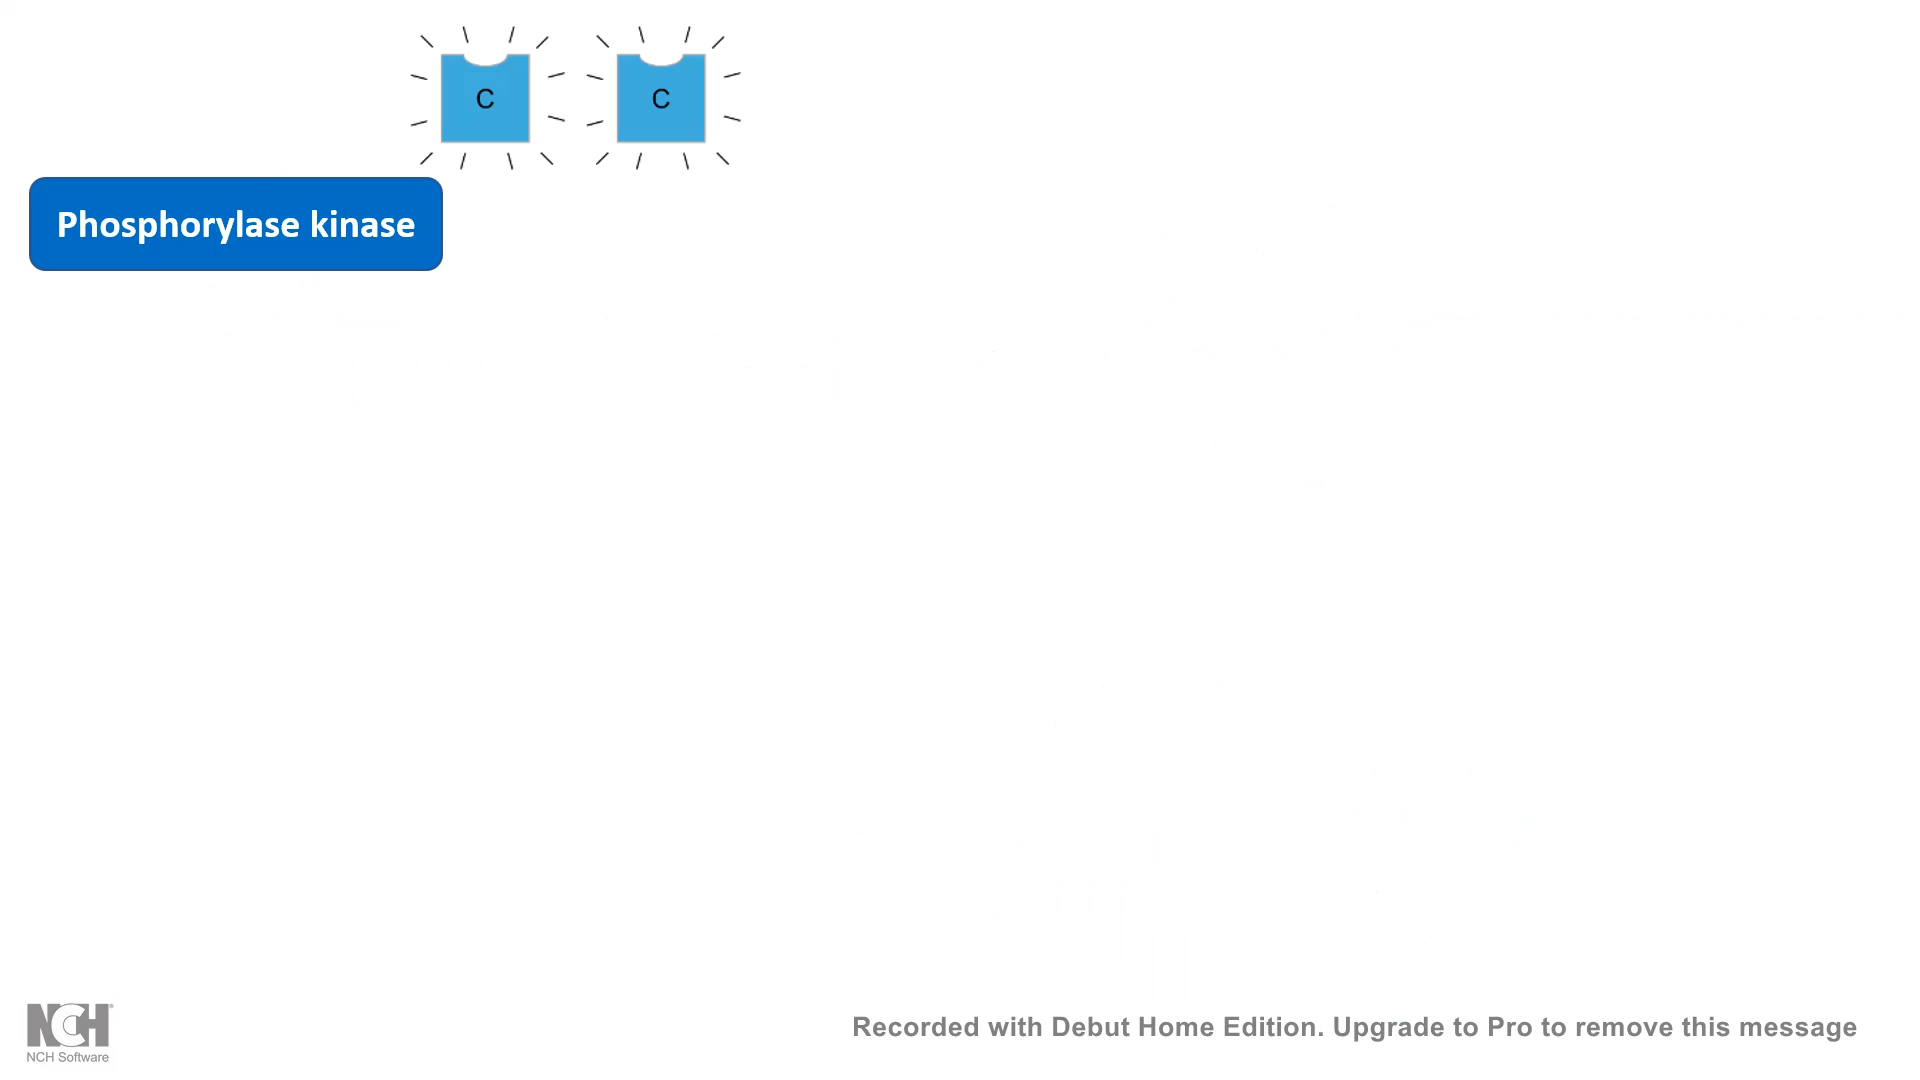 C C
Phosphorylase kinase
NCH®
NCH Software
Recorded with Debut Home Edition. Upgrade to Pro to remove this message